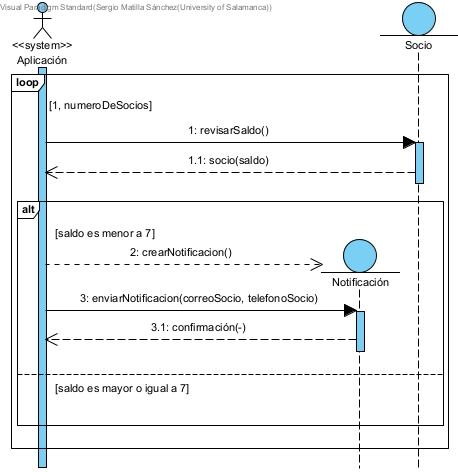 Visual Paradigm Standard(Sergio Matilla Sánchez(University of Salamanca))
<<system>>
Aplicación
Socio
loop
[1, numeroDeSocios]
1: revisarSaldo()
1.1: socio(saldo)
alt
[saldo es menor a 7]
2: crearNotificacion()
Notificación
3: enviarNotificacion(correoSocio, telefonoSocio)
3.1: confirmación(-)
[saldo es mayor o igual a 7]